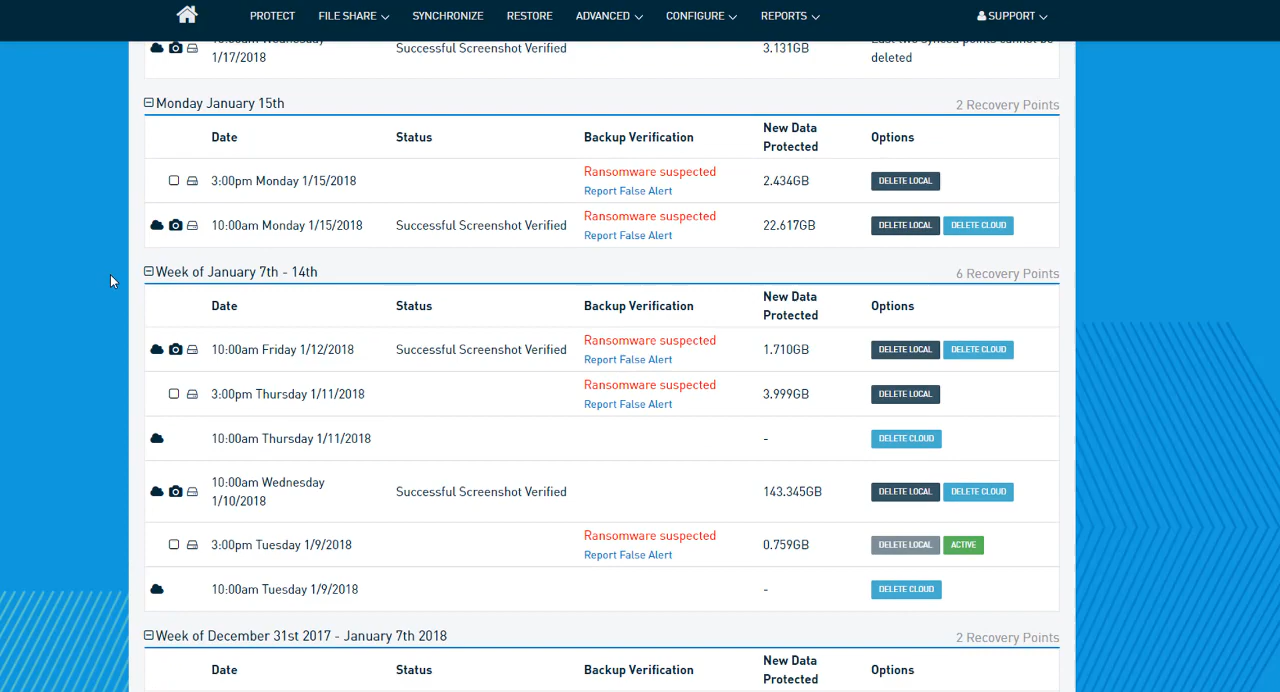 PROTECT FILE SHARE SYNCHRONIZE RESTORE ADVANCED CONFIGURE REPORTS SUPPORT
10:00am Wednesday
1/17/2018 Successful Screenshot Verified 3.131GB Last two synced points cannot be
deleted
Monday January 15th 2 Recovery Points
Date Status Backup Verification New Data Protected Options
3:00pm Monday 1/15/2018 Ransomware suspected 2.434GB DELETE LOCAL
Report False Alert
10:00am Monday 1/15/2018 Successful Screenshot Verified Ransomware suspected 22.617GB DELETE LOCAL DELETE CLOUD
Report False Alert
Week of January 7th - 14th 6 Recovery Points
Date Status Backup Verification New Data Protected Options
10:00am Friday 1/12/2018 Successful Screenshot Verified Ransomware suspected 1.710GB DELETE LOCAL DELETE CLOUD
Report False Alert
3:00pm Thursday 1/11/2018 Ransomware suspected 3.999GB DELETE LOCAL
Report False Alert
10:00am Thursday 1/11/2018 - DELETE CLOUD
10:00am Wednesday
1/10/2018 Successful Screenshot Verified 143.345GB DELETE LOCAL DELETE CLOUD
3:00pm Tuesday 1/9/2018 Ransomware suspected 0.759GB DELETE LOCAL ACTIVE
Report False Alert
10:00am Tuesday 1/9/2018 - DELETE CLOUD
Week of December 31st 2017 - January 7th 2018 2 Recovery Points
Date Status Backup Verification New Data Protected Options